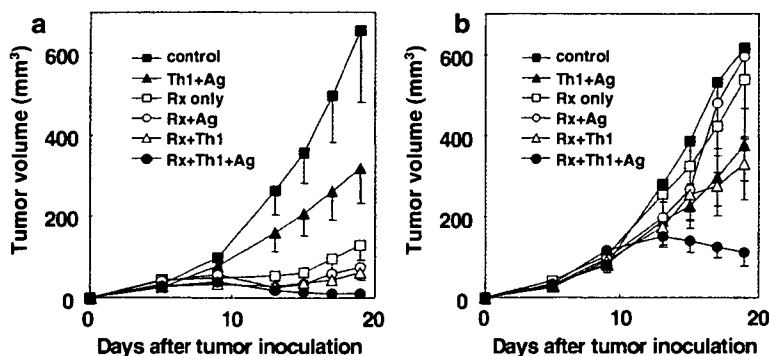 a
Tumor volume (mm³)
600
400
200
0
control
Th1+Ag
Rx only
Rx+Ag
Rx+Th1
Rx+Th1+Ag
0
10
20
Days after tumor inoculation
b
Tumor volume (mm³)
600
400
200
0
control
Th1+Ag
Rx only
Rx+Ag
Rx+Th1
Rx+Th1+Ag
0
10
20
Days after tumor inoculation